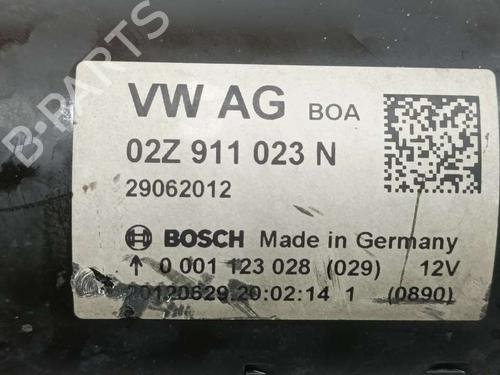 VW AG BOA
02Z 911 023 N
29062012
BOSCH Made in Germany
↑ 0 001 123 028 (029) 12V
20120629.20:02:14 1 (0890)
B-PARTS